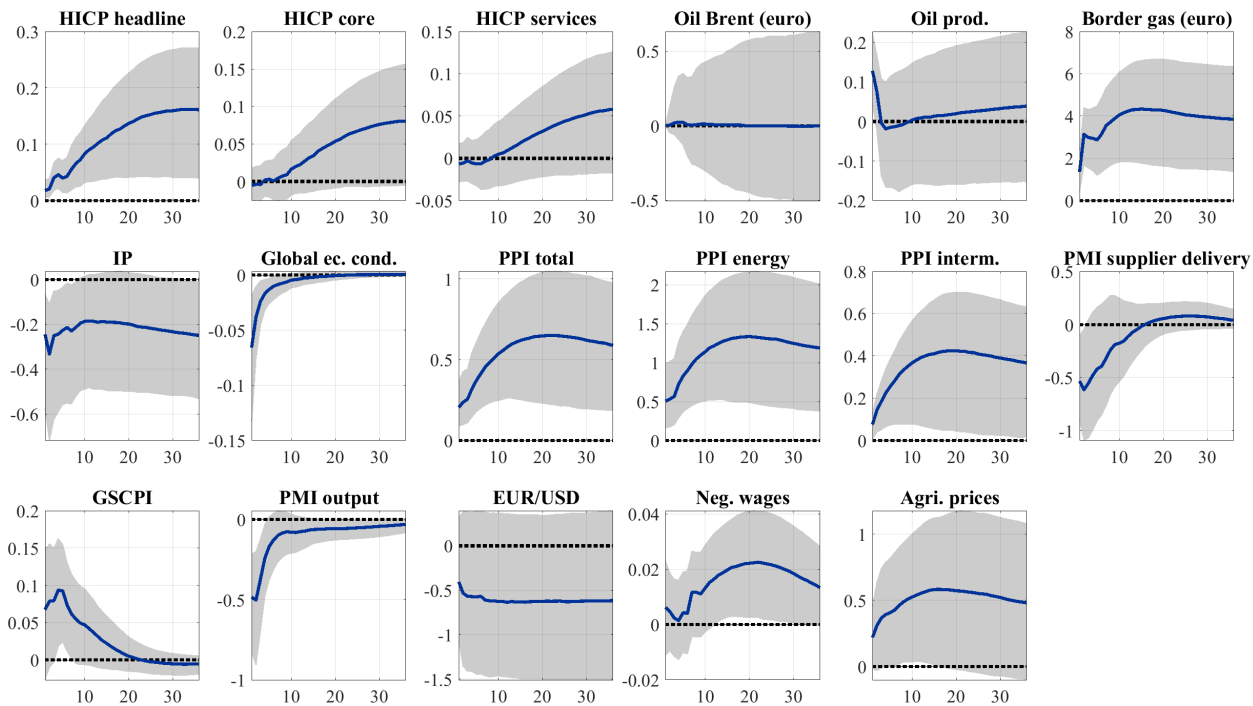 HICP headline HICP core HICP services Oil Brent (euro) Oil prod. Border gas (euro)
0.3 0.2 0.15 0.5 0.2 8
0.2 0.15 0.1 0 0.1 6
0.1 0.1 0.05 -0.5 0 4
0 0.05 0 -0.1 2
0 -0.05 -0.2 0
10 20 30 10 20 30 10 20 30 10 20 30 10 20 30 10 20 30
IP Global ec. cond. PPI total PPI energy PPI interm. PMI supplier delivery
0 0 1 2 0.8 0.5
-0.2 -0.05 0.5 1.5 0.6 0
-0.4 -0.1 0 1 0.4 -0.5
-0.6 -0.15 0.5 0.2 -1
0 0
10 20 30 10 20 30 10 20 30 10 20 30 10 20 30 10 20 30
GSCPI PMI output EUR/USD Neg. wages Agri. prices
0.2 0 0 0.04 1
0.15 -0.5 -0.5 0.02 0.5
0.1 -1 -1 0 0
0.05 -1.5 -0.02
0
10 20 30 10 20 30 10 20 30 10 20 30 10 20 30